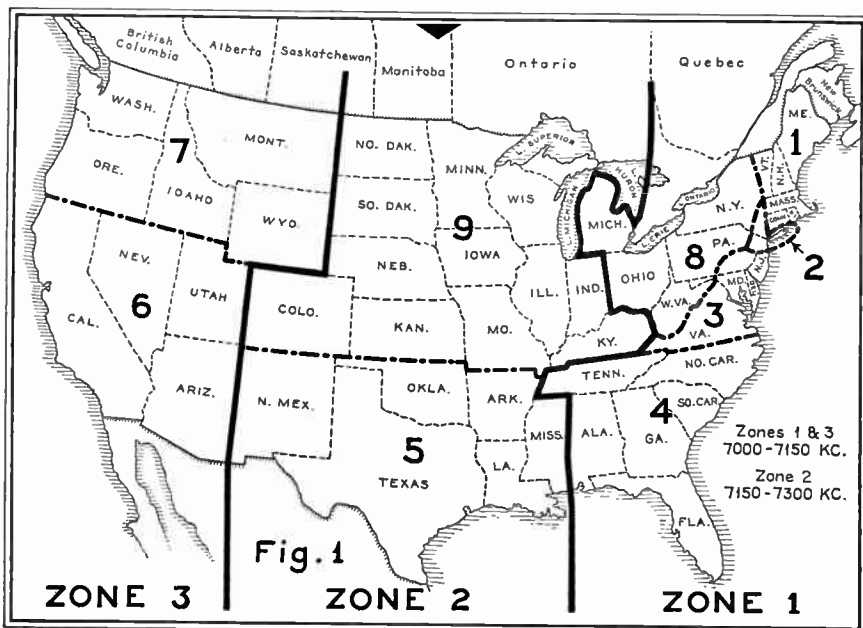 British Columbia
Alberta
Saskatchewan
Manitoba
Ontario
Quebec
New Brunswick
ME.
1
WASH.
MONT.
NO. DAK.
MINN.
L. SUPERIOR
VT.
N.H.
7
ORE.
IDAHO
WYO.
SO. DAK.
WIS
L. MICHIGAN
L. HURON
MICH.
ONTARIO
L. ERIE
N.Y.
MASS.
CONN.
9
IOWA
NEB.
PA.
N.J.
2
8
NEV.
UTAH
COLO.
KAN.
MO.
ILL.
IND.
OHIO
W.VA.
MD.
6
CAL.
KY.
VA.
3
ARIZ.
N. MEX.
OKLA.
ARK.
TENN.
NO. CAR.
5
TEXAS
LA.
MISS.
ALA.
GA.
4
SO. CAR.
FLA.
Zones 1 & 3
7000-7150 KC.
Zone 2
7150-7300 KC.
Fig. 1
ZONE 3
ZONE 2
ZONE 1